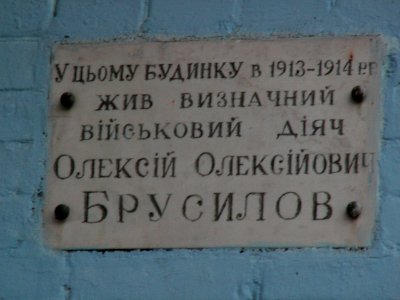 У ЦЬОМУ БУДИНКУ В 1913-1914 РР.
ЖИВ ВИЗНАЧНИЙ
ВІЙСЬКОВИЙ ДІЯЧ
ОЛЕКСІЙ ОЛЕКСІЙОВИЧ
БРУСИЛОВ